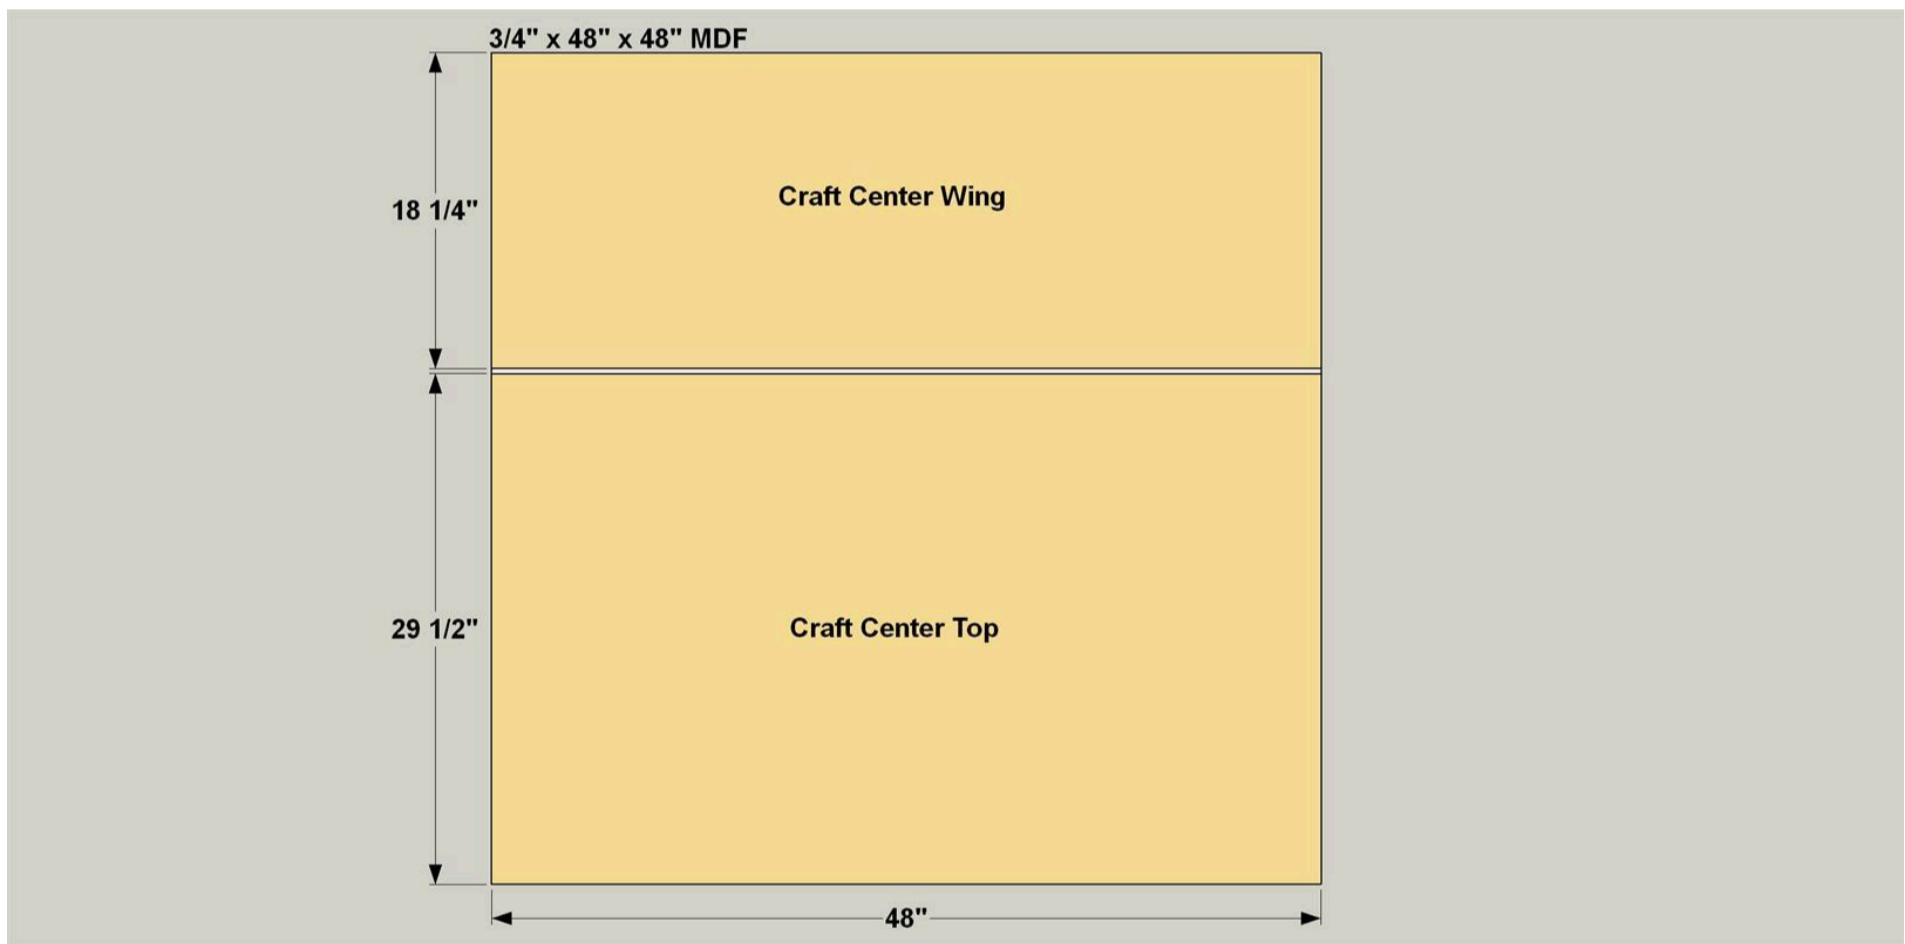 3/4" x 48" x 48" MDF
Craft Center Wing
18 1/4"
Craft Center Top
29 1/2"
48"